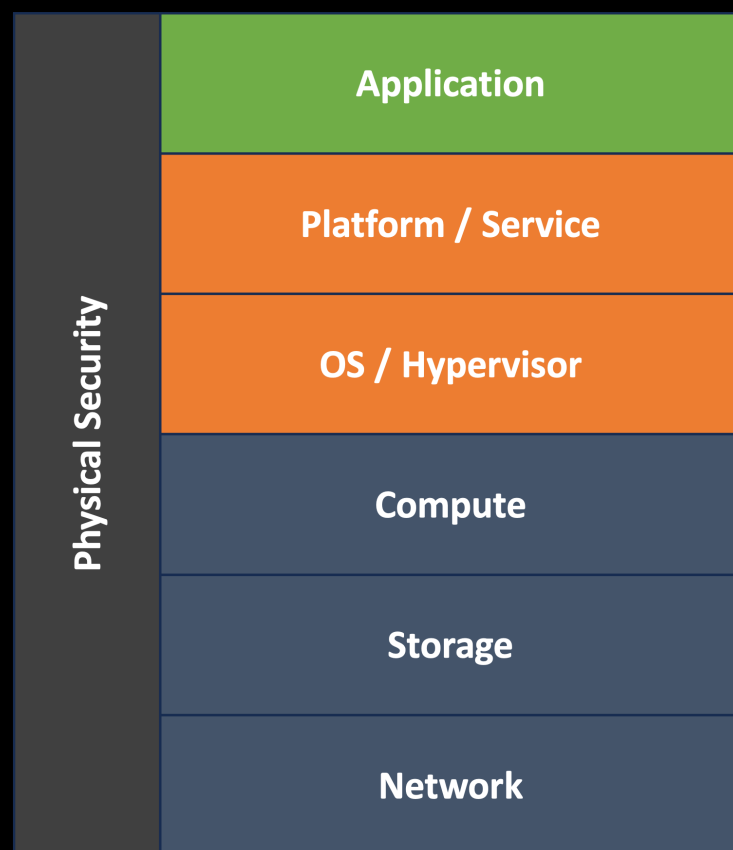 Physical Security
Application
Platform / Service
OS / Hypervisor
Compute
Storage
Network